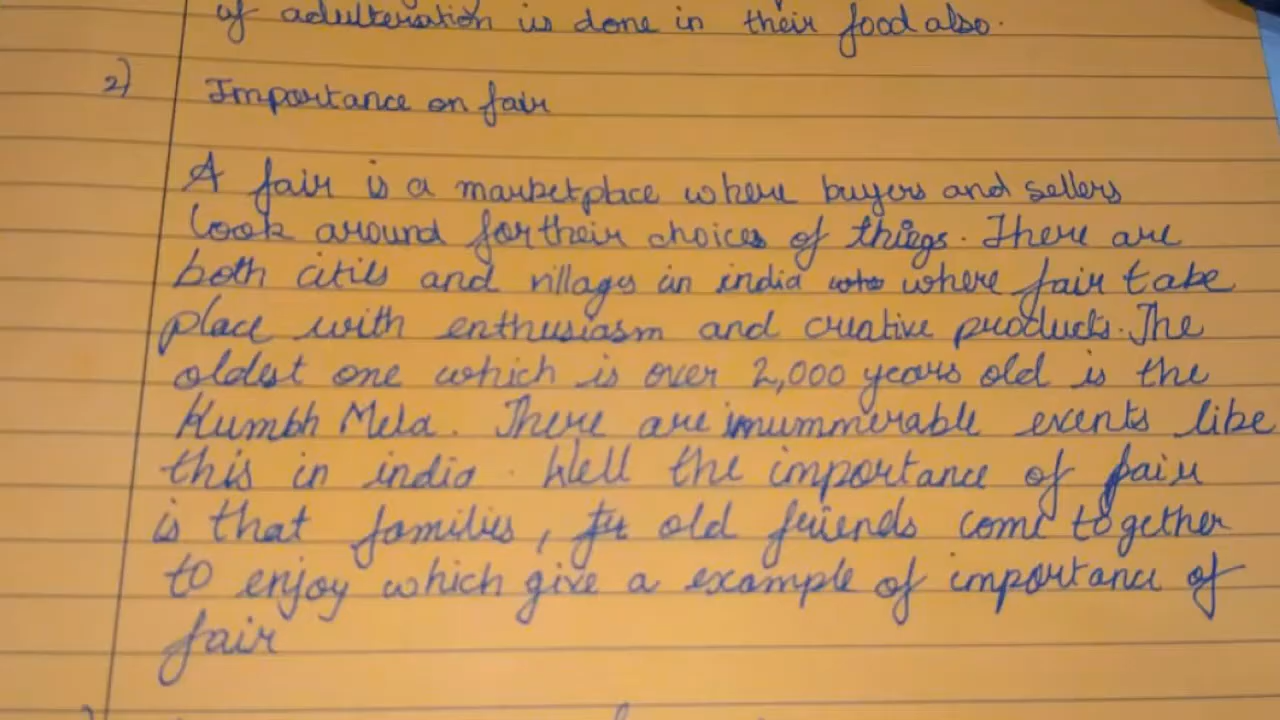 of adulteration is done in their food also.
2) Importance on fair
A fair is a marketplace where buyers and sellers
look around for their choices of things. There are
both cities and villages in india where fair take
place with enthusiasm and creative products. The
oldest one which is over 2,000 years old is the
Kumbh Mela. There are inummerable events like
this in india. Well the importance of fair
is that families, old friends come together
to enjoy which give a example of importance of
fair